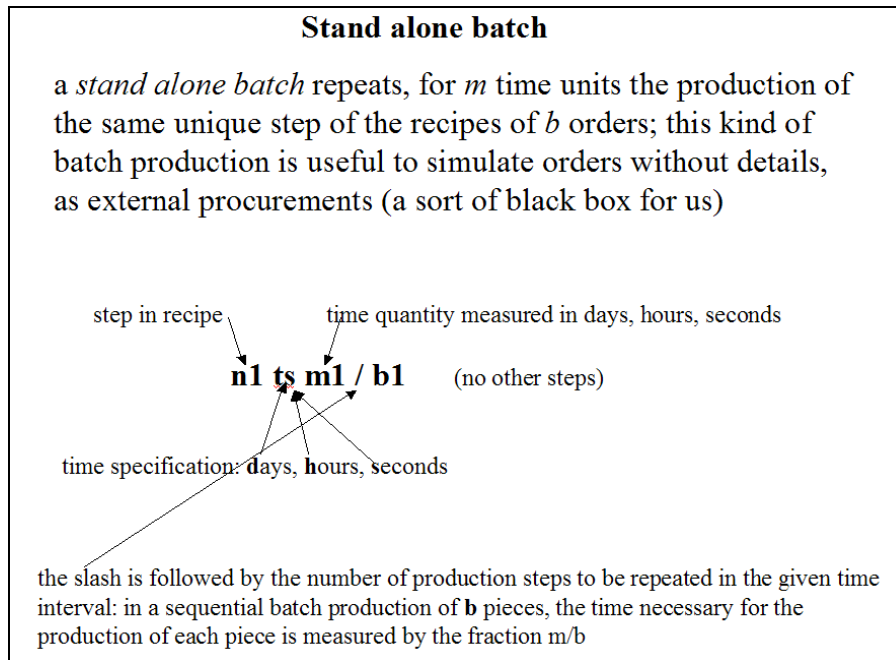 Stand alone batch
a stand alone batch repeats, for m time units the production of
the same unique step of the recipes of b orders; this kind of
batch production is useful to simulate orders without details,
as external procurements (a sort of black box for us)
step in recipe
time quantity measured in days, hours, seconds
n1 ts m1 / b1 (no other steps)
time specification: days, hours, seconds
the slash is followed by the number of production steps to be repeated in the given time
interval: in a sequential batch production of b pieces, the time necessary for the
production of each piece is measured by the fraction m/b